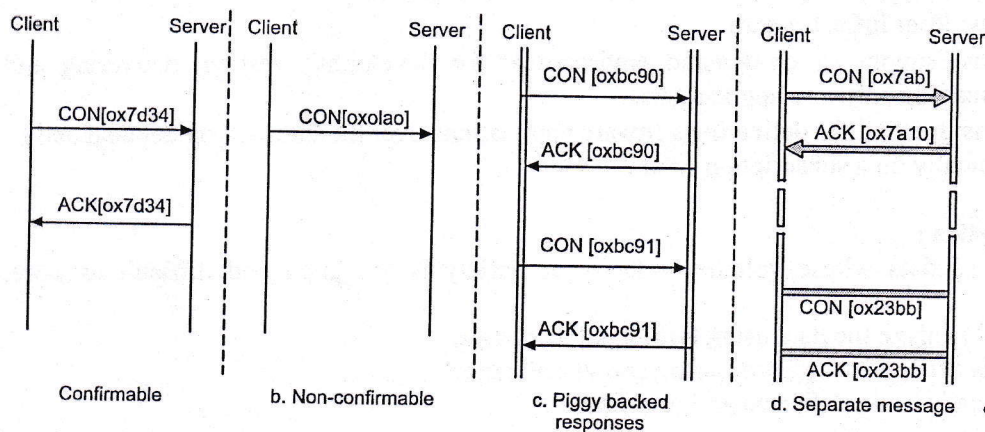 Client
Server
CON[ox7d34]
ACK[ox7d34]
Confirmable
Client
Server
CON[oxolao]
b. Non-confirmable
Client
Server
CON [oxbc90]
ACK [oxbc90]
CON [oxbc91]
ACK [oxbc91]
c. Piggy backed
responses
Client
Server
CON [ox7ab]
ACK [ox7a10]
CON [ox23bb]
ACK [ox23bb]
d. Separate message